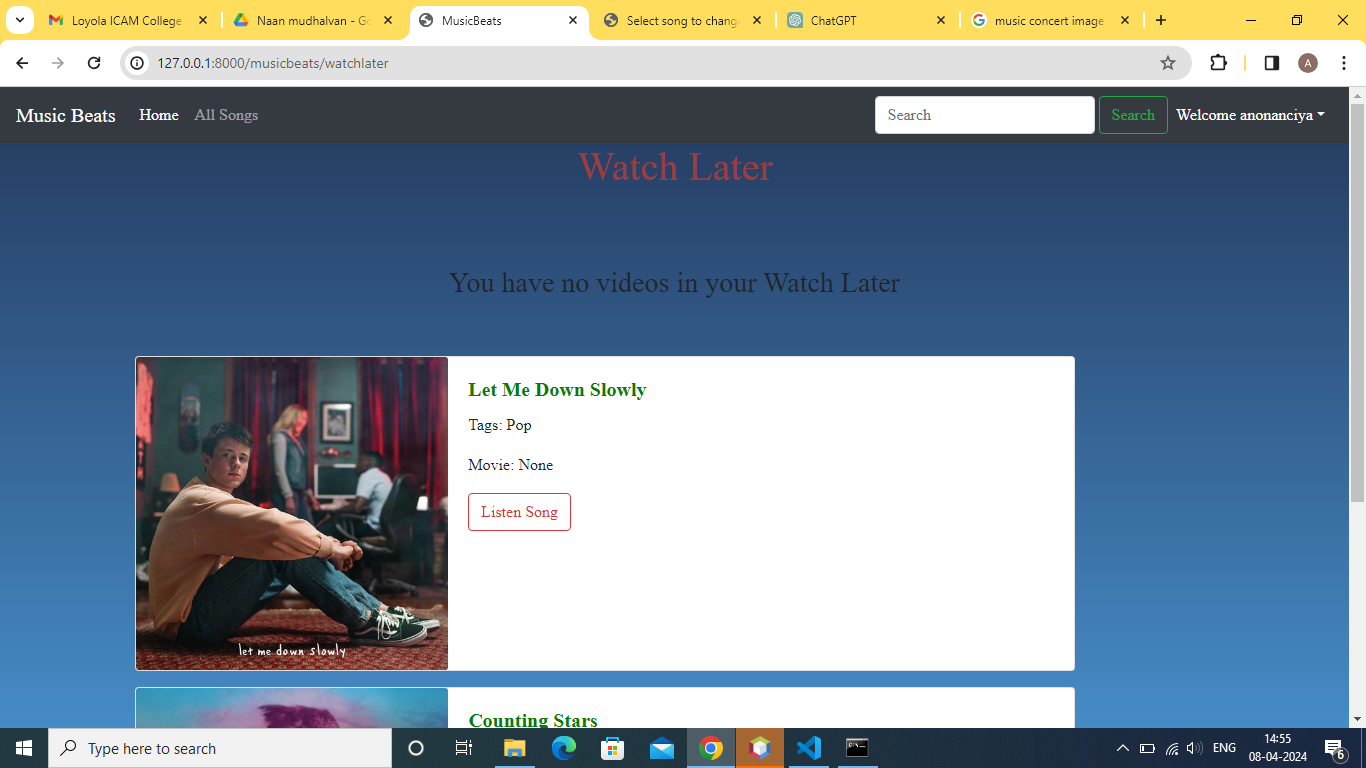 Loyola ICAM College
Naan mudhalvan - Go
MusicBeats
Select song to chang
ChatGPT
music concert image
127.0.0.1:8000/musicbeats/watchlater
A
Music Beats
Home
All Songs
Search
Search
Welcome anonanciya
Watch Later
You have no videos in your Watch Later
Let Me Down Slowly
Tags: Pop
Movie: None
Listen Song
let me down slowly
Counting Stars
Type here to search
ENG
14:55
08-04-2024
6